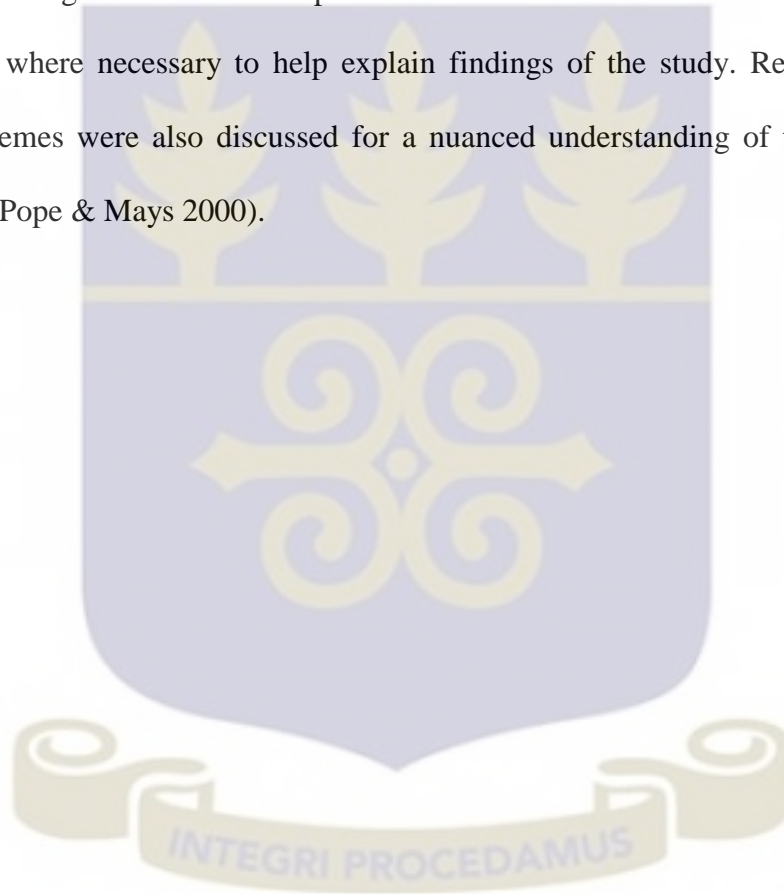 where necessary to help explain findings of the study. Re
emes were also discussed for a nuanced understanding of
Pope & Mays 2000).
INTEGRI PROCEDAMUS